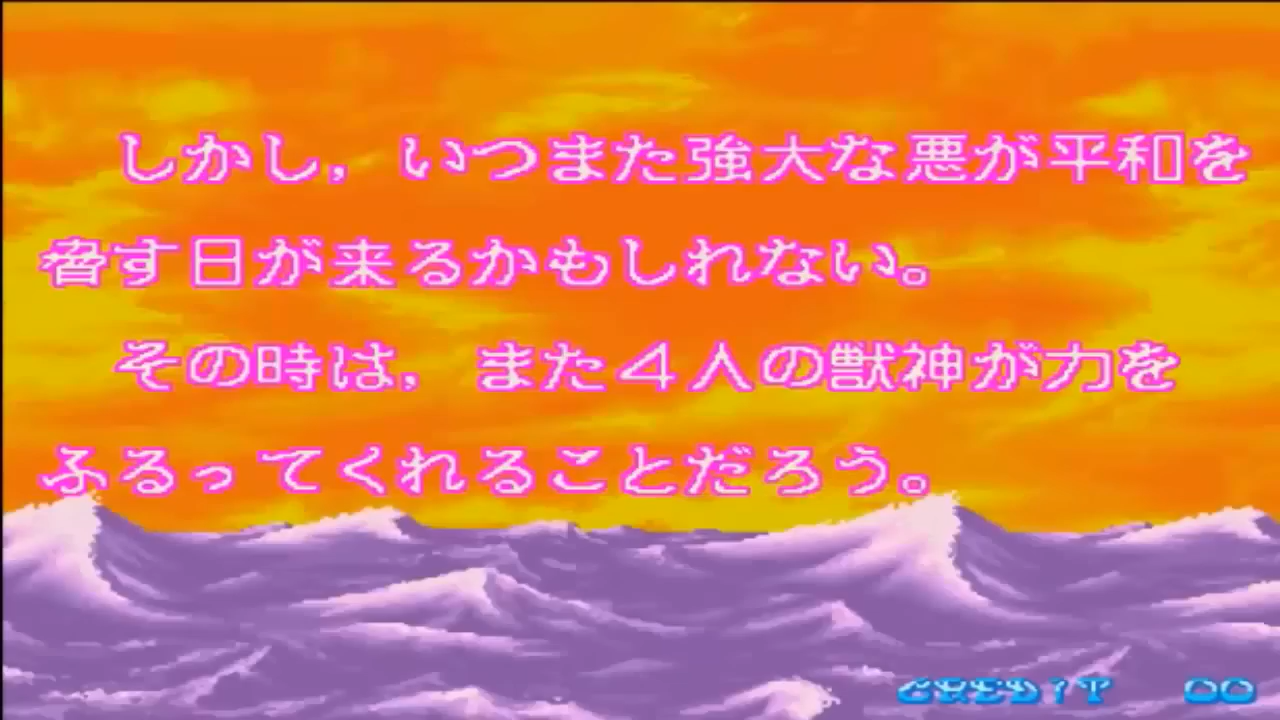 しかし，いつまた強大な悪が平和を
脅す日が来るかもしれない。
その時は，また４人の獣神が力を
ふるってくれることだろう。
CREDIT 00